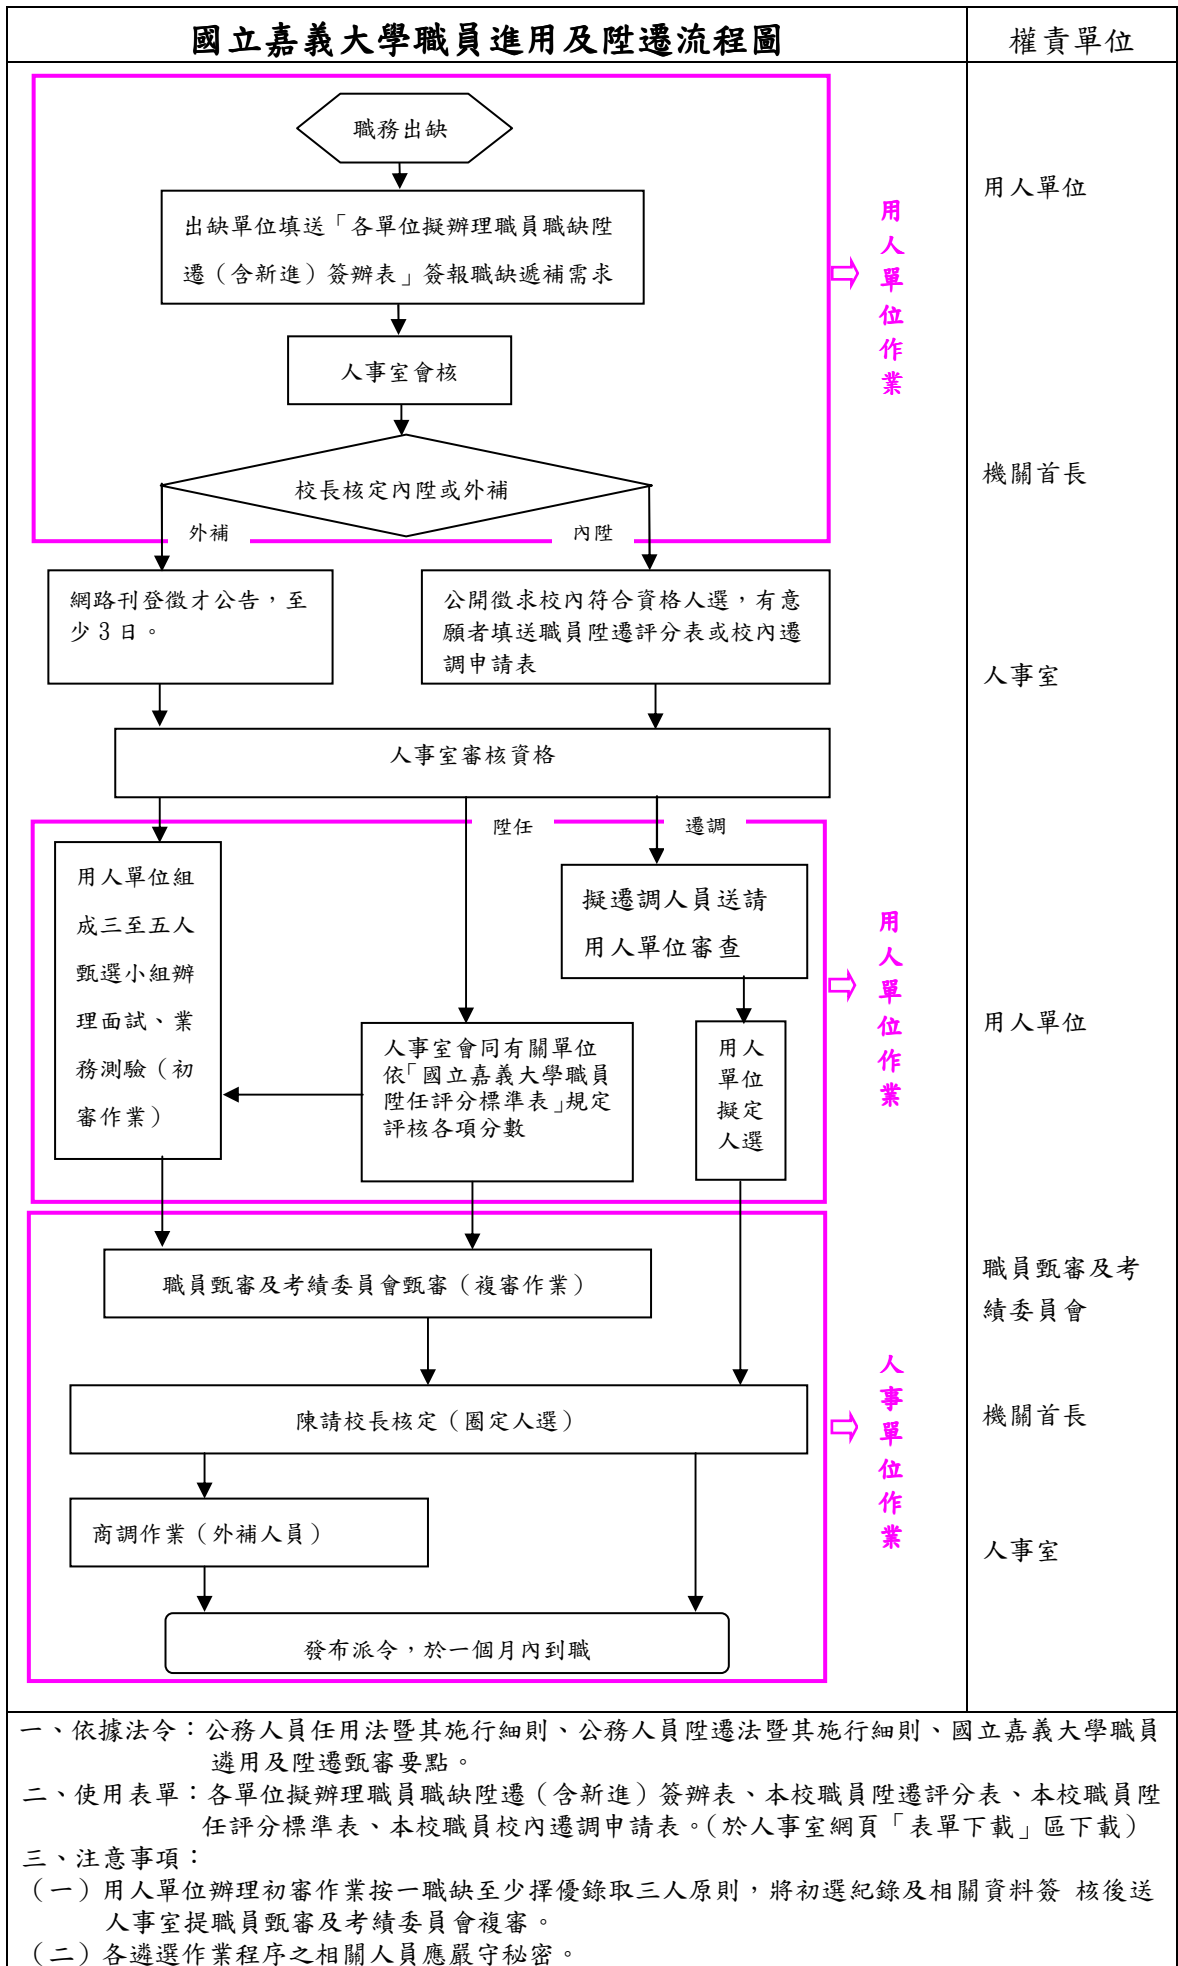 國立嘉義大學職員進用及陞遷流程圖
權責單位
職務出缺
出缺單位填送「各單位擬辦理職員職缺陞
遷（含新進）簽辦表」簽報職缺遞補需求
人事室會核
校長核定內陞或外補
外補
內陞
用人單位作業
用人單位
機關首長
網路刊登徵才公告，至
少3日。
公開徵求校內符合資格人選，有意
願者填送職員陞遷評分表或校內遷
調申請表
人事室
人事室審核資格
陞任
遷調
用人單位組
成三至五人
甄選小組辦
理面試、業
務測驗（初
審作業）
擬遷調人員送請
用人單位審查
人事室會同有關單位
依「國立嘉義大學職員
陞任評分標準表」規定
評核各項分數
用人
單位
擬定
人選
用人單位作業
用人單位
職員甄審及考績委員會甄審（複審作業）
職員甄審及考
績委員會
陳請校長核定（圈定人選）
人事單位作業
機關首長
商調作業（外補人員）
人事室
發布派令，於一個月內到職
一、依據法令：公務人員任用法暨其施行細則、公務人員陞遷法暨其施行細則、國立嘉義大學職員
遴用及陞遷甄審要點。
二、使用表單：各單位擬辦理職員職缺陞遷（含新進）簽辦表、本校職員陞遷評分表、本校職員陞
任評分標準表、本校職員校內遷調申請表。（於人事室網頁「表單下載」區下載）
三、注意事項：
（一）用人單位辦理初審作業按一職缺至少擇優錄取三人原則，將初選紀錄及相關資料簽 核後送
人事室提職員甄審及考績委員會複審。
（二）各遴選作業程序之相關人員應嚴守秘密。